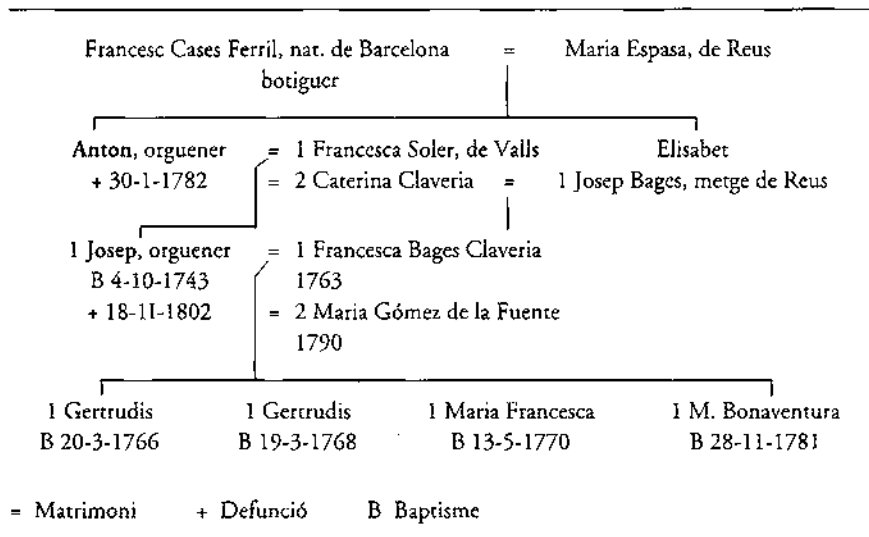 Francesc Cases Ferril, nat. de Barcelona = Maria Espasa, de Reus
botiguer
Anton, orguener = 1 Francesca Soler, de Valls Elisabet
+ 30-1-1782 = 2 Caterina Claveria = 1 Josep Bages, metge de Reus
1 Josep, orguener = 1 Francesca Bages Claveria
B 4-10-1743 1763
+ 18-11-1802 = 2 Maria Gómez de la Fuente
1790
1 Gertrudis 1 Gertrudis 1 Maria Francesca 1 M. Bonaventura
B 20-3-1766 B 19-3-1768 B 13-5-1770 B 28-11-1781
= Matrimoni + Defunció B Baptisme